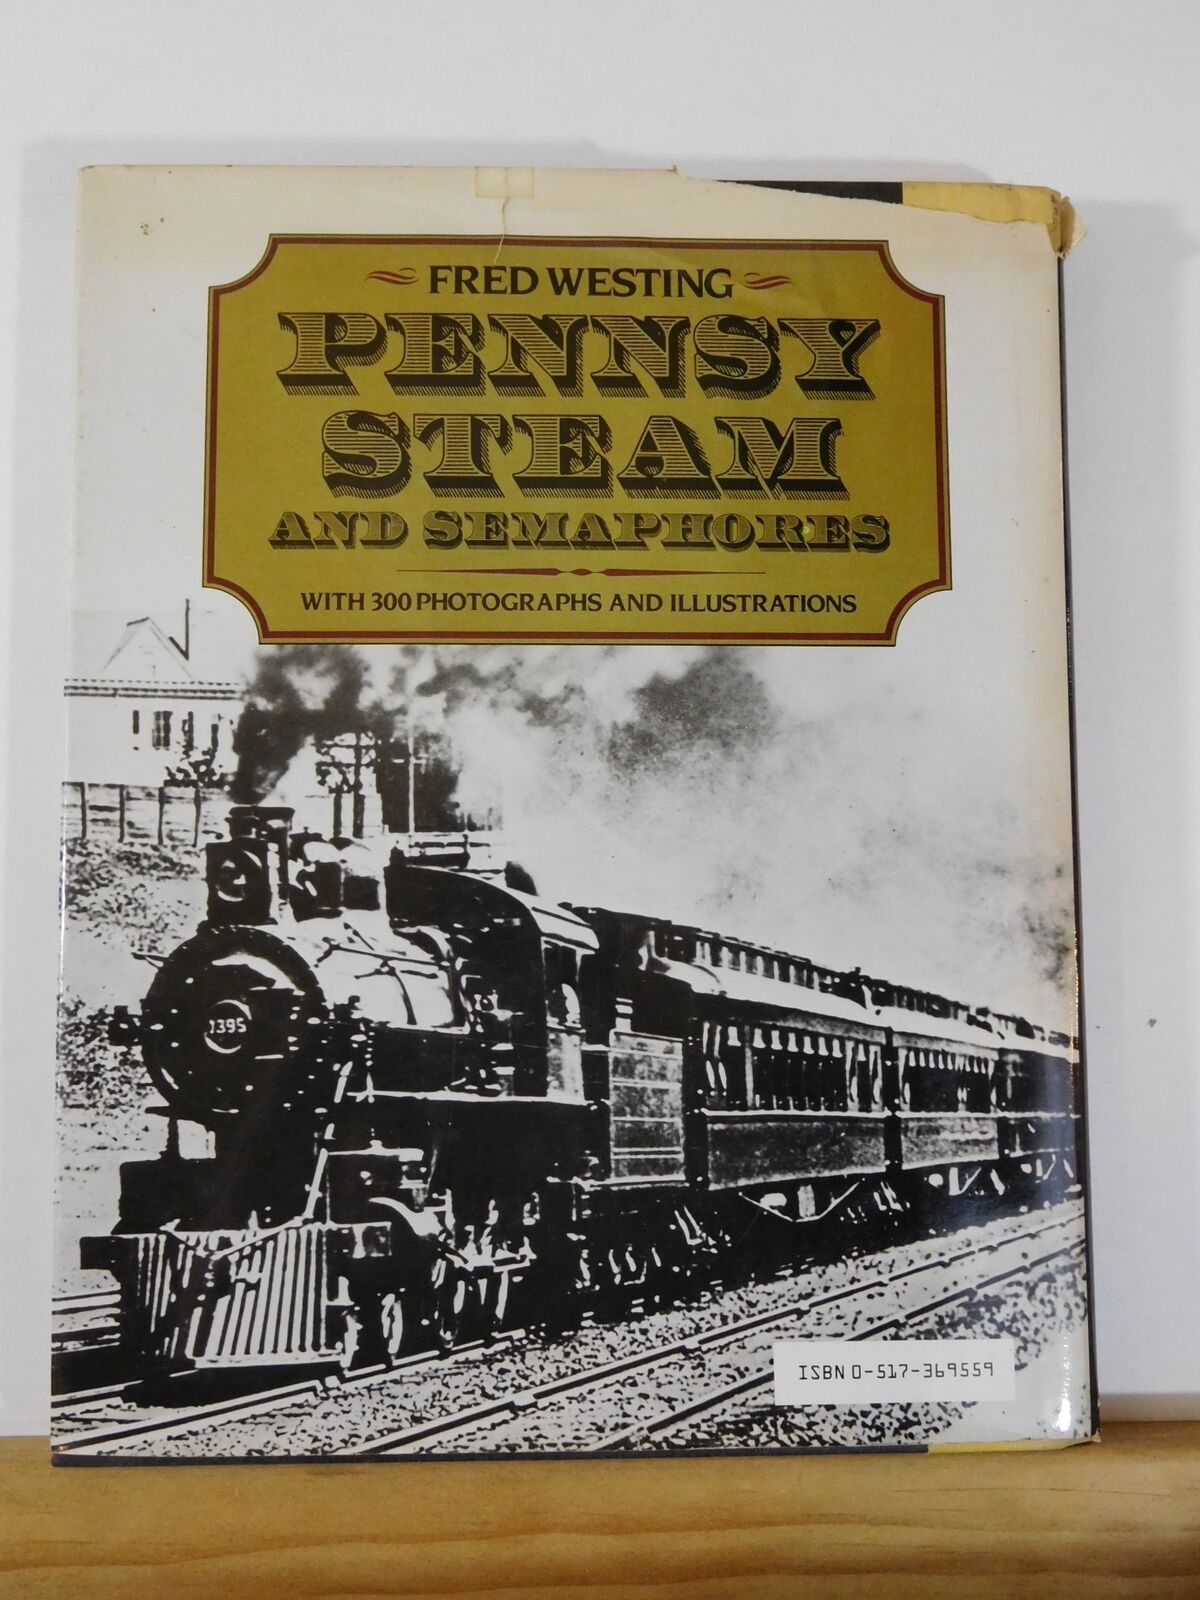 FRED WESTING
PENNSY
STEAM
AND SEMAPHORES
WITH 300 PHOTOGRAPHS AND ILLUSTRATIONS
1395
ISBN 0-517-369559